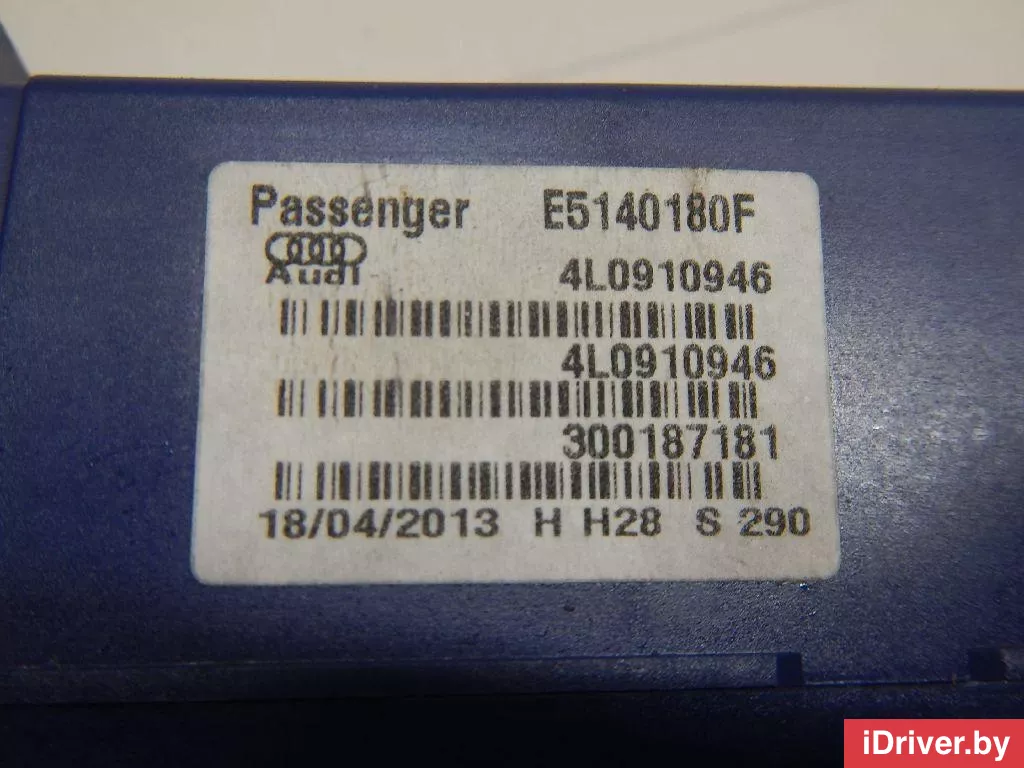 Passenger E5140180F
Audi 4L0910946
4L0910946
300187181
18/04/2013 H H28 S 290
iDriver.by